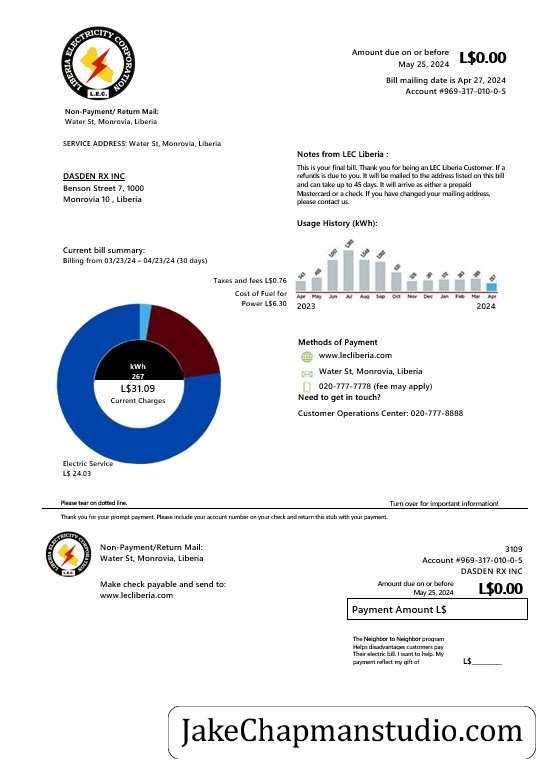 LIBERIA ELECTRICITY CORPORATION
L.E.C.
Amount due on or before
May 25, 2024
L$0.00
Bill mailing date is Apr 27, 2024
Account #969-317-010-0-5
Non-Payment/ Return Mail:
Water St, Monrovia, Liberia
SERVICE ADDRESS: Water St, Monrovia, Liberia
DASDEN RX INC
Benson Street 7, 1000
Monrovia 10 , Liberia
Notes from LEC Liberia :
This is your final bill. Thank you for being an LEC Liberia Customer. If a
refunds is due to you. It will be mailed to the address listed on this bill
and can take up to 45 days. It will arrive as either a prepaid
Mastercard or a check. If you have changed your mailing address,
please contact us.
Usage History (kWh):
Apr May Jun Jul Aug Sep Oct Nov Dec Jan Feb Mar Apr
2023
2024
Current bill summary:
Billing from 03/23/24 – 04/23/24 (30 days)
Taxes and fees L$0.76
Cost of Fuel for
Power L$6.30
kWh
267
L$31.09
Current Charges
Electric Service
L$ 24.03
Methods of Payment
www.lecliberia.com
Water St, Monrovia, Liberia
020-777-7778 (fee may apply)
Need to get in touch?
Customer Operations Center: 020-777-8888
Please tear on dotted line.
Turn over for important information!
Thank you for your prompt payment. Please include your account number on your check and return this stub with your payment.
LIBERIA ELECTRICITY CORPORATION
L.E.C.
Non-Payment/Return Mail:
Water St, Monrovia, Liberia
Make check payable and send to:
www.lecliberia.com
3109
Account #969-317-010-0-5
DASDEN RX INC
Amount due on or before
May 25, 2024
L$0.00
Payment Amount L$
The Neighbor to Neighbor program
Helps disadvantages customers pay
Their electric bill. I want to help. My
payment reflect my gift of
L$________
JakeChapmanstudio.com